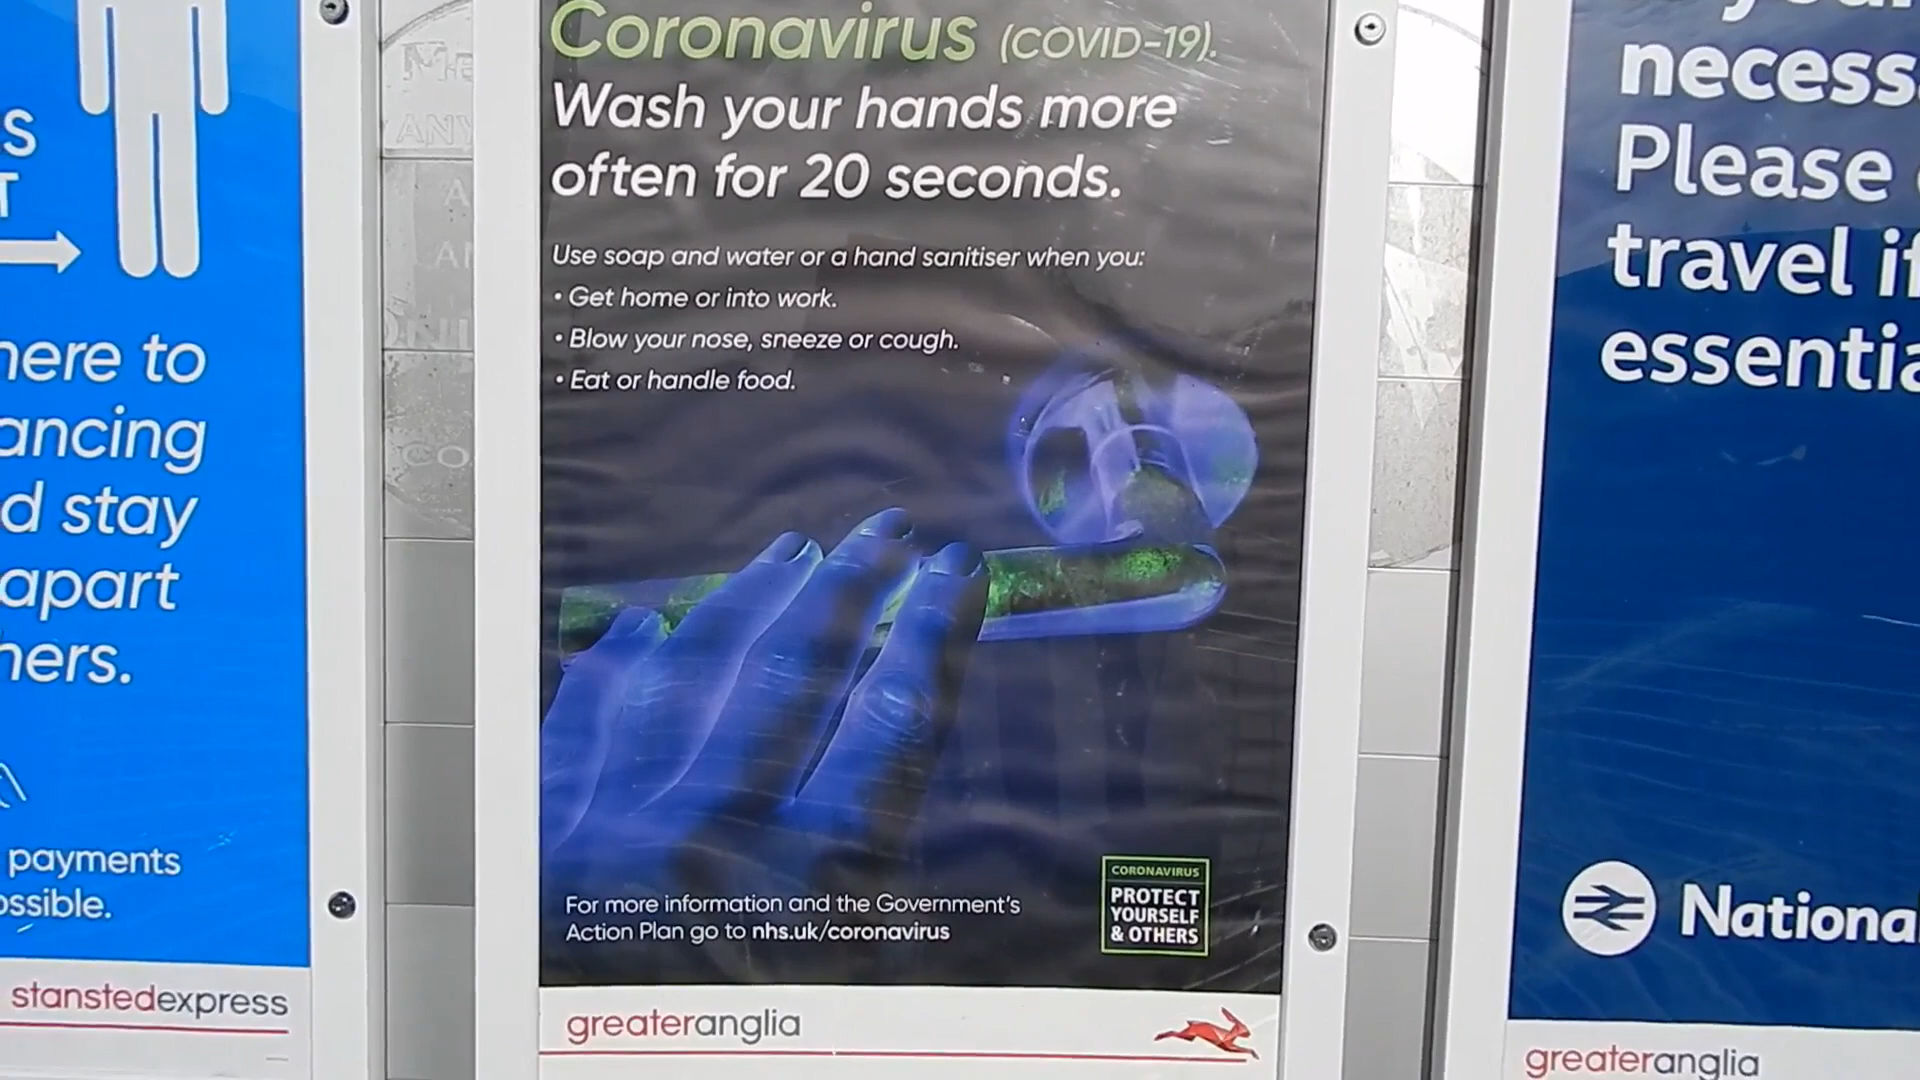 S
T
here to
ancing
d stay
apart
hers.
payments
ossible.
stanstedexpress
Coronavirus (COVID-19).
Wash your hands more
often for 20 seconds.
Use soap and water or a hand sanitiser when you:
• Get home or into work.
• Blow your nose, sneeze or cough.
• Eat or handle food.
For more information and the Government's
Action Plan go to nhs.uk/coronavirus
CORONAVIRUS
PROTECT
YOURSELF
& OTHERS
greateranglia
necess
Please
travel if
essentia
National
greateranglia